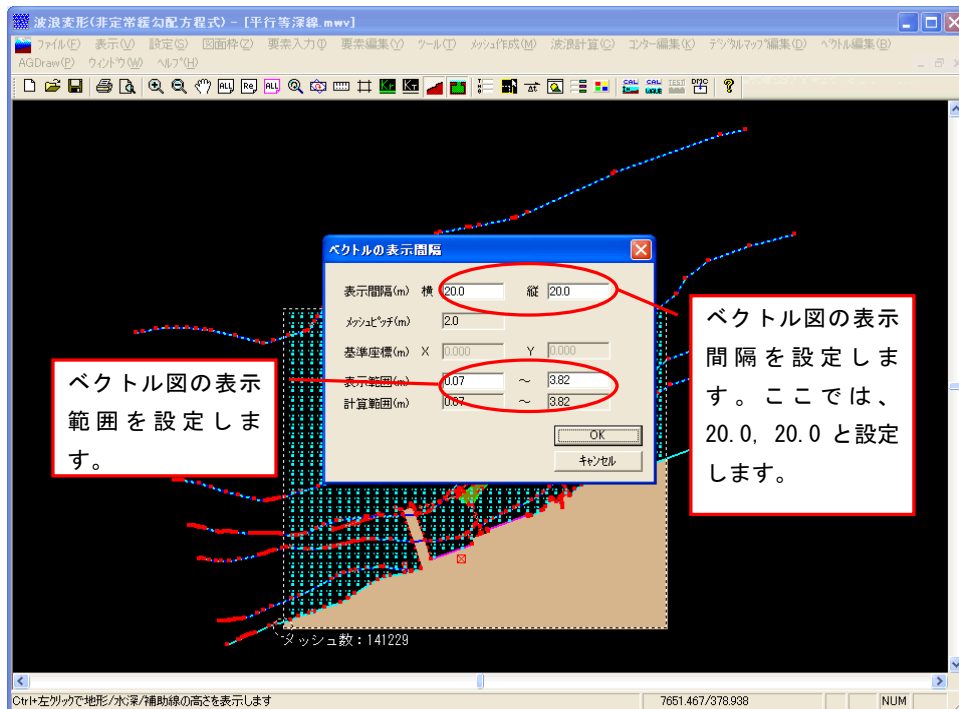 波浪変形(非定常緩勾配方程式) - [平行等深線.mwv]
ファイル(F) 表示(V) 設定(S) 図面枠(Z) 要素入力(I) 要素編集(Y) ツール(T) メッシュ作成(M) 波浪計算(C) コンター編集(K) デジタルマップ編集(D) ベクトル編集(B)
AGDraw(P) ウィンドウ(W) ヘルプ(H)
ベクトルの表示間隔
表示間隔(m) 横 20.0 縦 20.0
メッシュピッチ(m) 2.0
基準座標(m) X 0.000 Y 0.000
表示範囲(m) 0.07 ～ 3.82
計算範囲(m) 0.07 ～ 3.82
OK
キャンセル
ベクトル図の表示
範囲を設定しま
す。
ベクトル図の表示
間隔を設定しま
す。ここでは、
20.0, 20.0 と設定
します。
メッシュ数：141229
Ctrl+左クリックで地形/水深/補助線の高さを表示します
7651.467/378.938
NUM